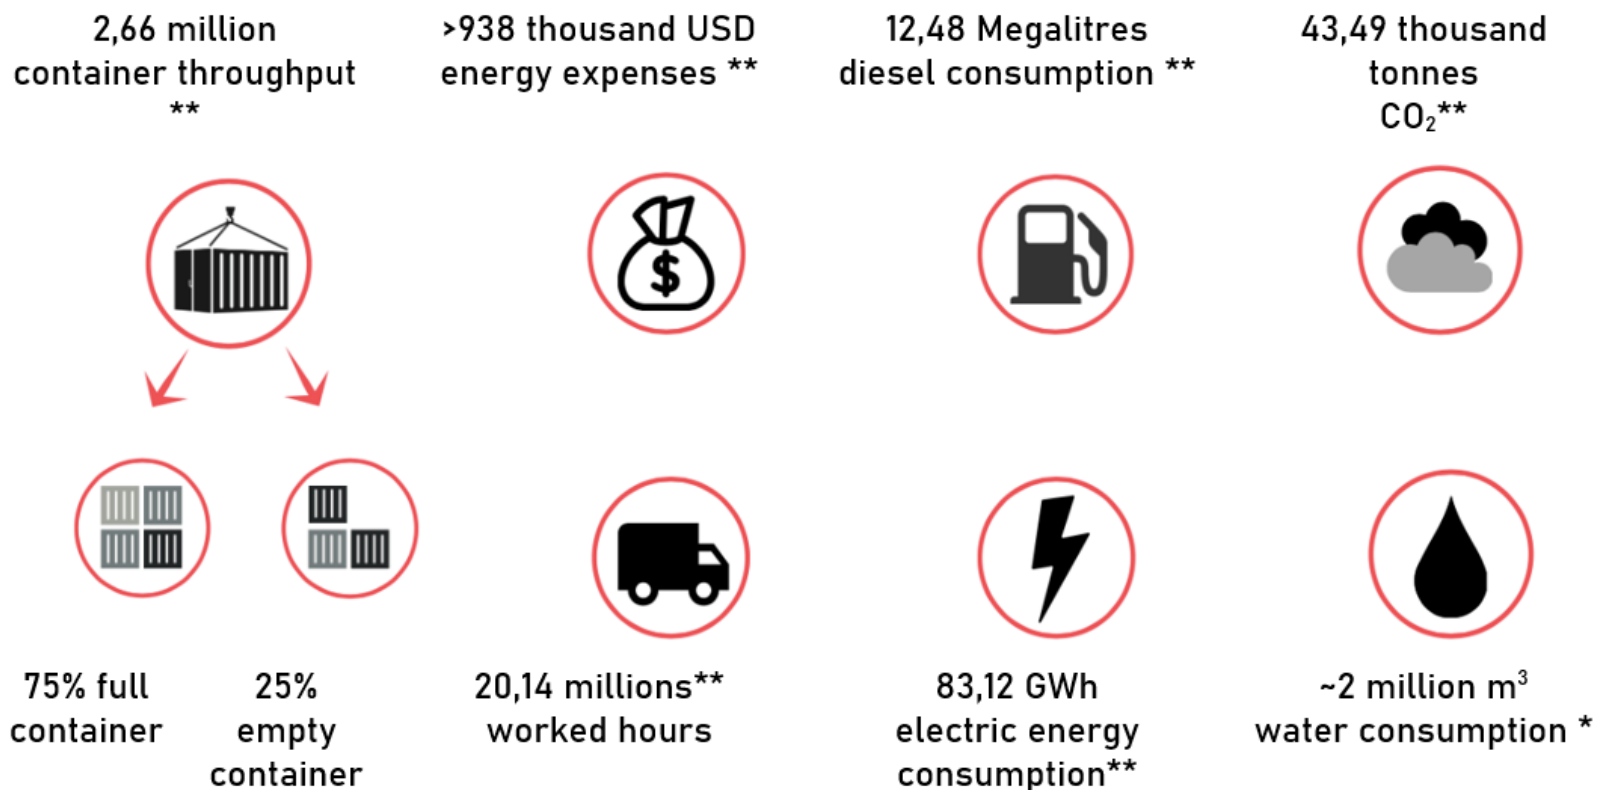 2,66 million
container throughput
**
>938 thousand USD
energy expenses **
12,48 Megalitres
diesel consumption **
43,49 thousand
tonnes
CO₂**
$
75% full
container
25%
empty
container
20,14 millions**
worked hours
83,12 GWh
electric energy
consumption**
~2 million m³
water consumption *